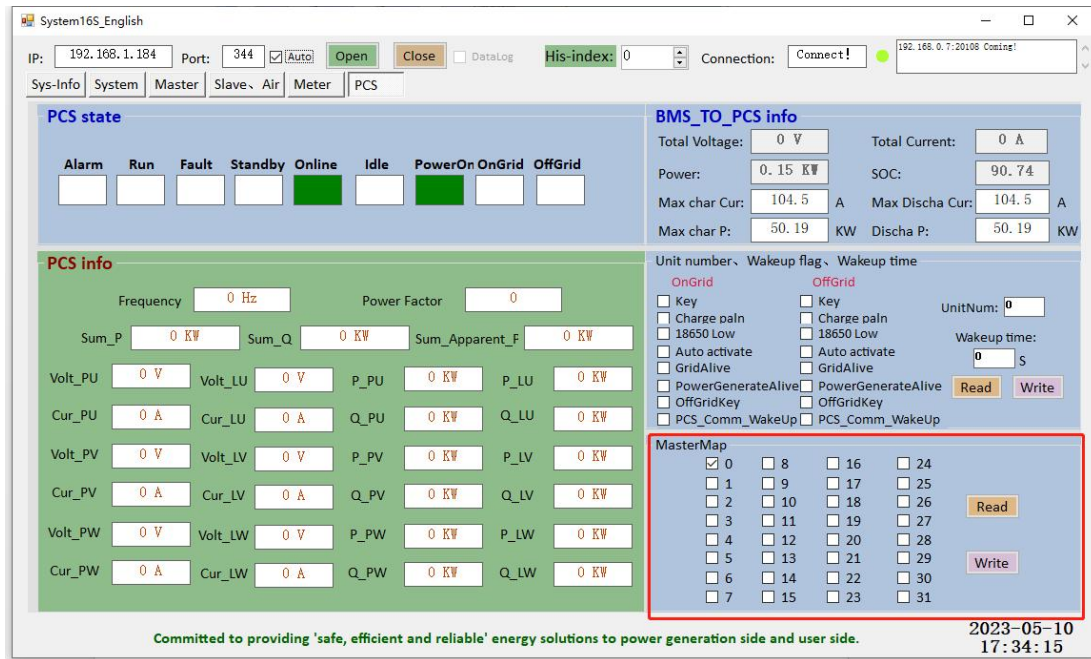 System16S_English
IP: 192.168.1.184 Port: 344 Auto Open Close DataLog His-index: 0 Connection: Connect! 192.168.0.7:20108 Coming!
Sys-Info System Master Slave、Air Meter PCS
PCS state
Alarm Run Fault Standby Online Idle PowerOn OnGrid OffGrid
BMS_TO_PCS info
Total Voltage: 0 V Total Current: 0 A
Power: 0.15 KW SOC: 90.74
Max char Cur: 104.5 A Max Discha Cur: 104.5 A
Max char P: 50.19 KW Discha P: 50.19 KW
PCS info
Frequency 0 Hz Power Factor 0
Sum_P 0 KW Sum_Q 0 KW Sum_Apparent_F 0 KW
Volt_PU 0 V Volt_LU 0 V P_PU 0 KW P_LU 0 KW
Cur_PU 0 A Cur_LU 0 A Q_PU 0 KW Q_LU 0 KW
Volt_PV 0 V Volt_LV 0 V P_PV 0 KW P_LV 0 KW
Cur_PV 0 A Cur_LV 0 A Q_PV 0 KW Q_LV 0 KW
Volt_PW 0 V Volt_LW 0 V P_PW 0 KW P_LW 0 KW
Cur_PW 0 A Cur_LW 0 A Q_PW 0 KW Q_LW 0 KW
Unit number、Wakeup flag、Wakeup time
OnGrid OffGrid
Key Key
Charge paln Charge paln
18650 Low 18650 Low
Auto activate Auto activate
GridAlive GridAlive
PowerGenerateAlive PowerGenerateAlive
OffGridKey OffGridKey
PCS_Comm_WakeUp PCS_Comm_WakeUp
UnitNum: 0
Wakeup time:
0 S
Read Write
MasterMap
0 8 16 24
1 9 17 25
2 10 18 26
3 11 19 27
4 12 20 28
5 13 21 29
6 14 22 30
7 15 23 31
Read
Write
Committed to providing 'safe, efficient and reliable' energy solutions to power generation side and user side.
2023-05-10
17:34:15